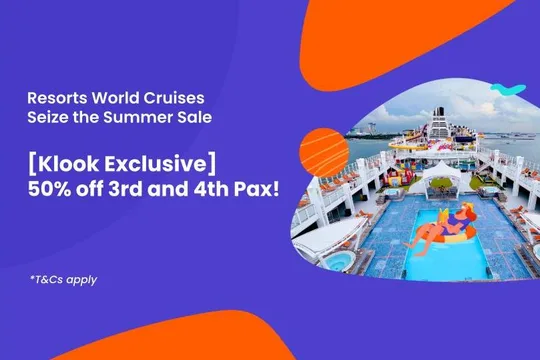 Resorts World Cruises
Seize the Summer Sale
[Klook Exclusive]
50% off 3rd and 4th Pax!
*T&Cs apply